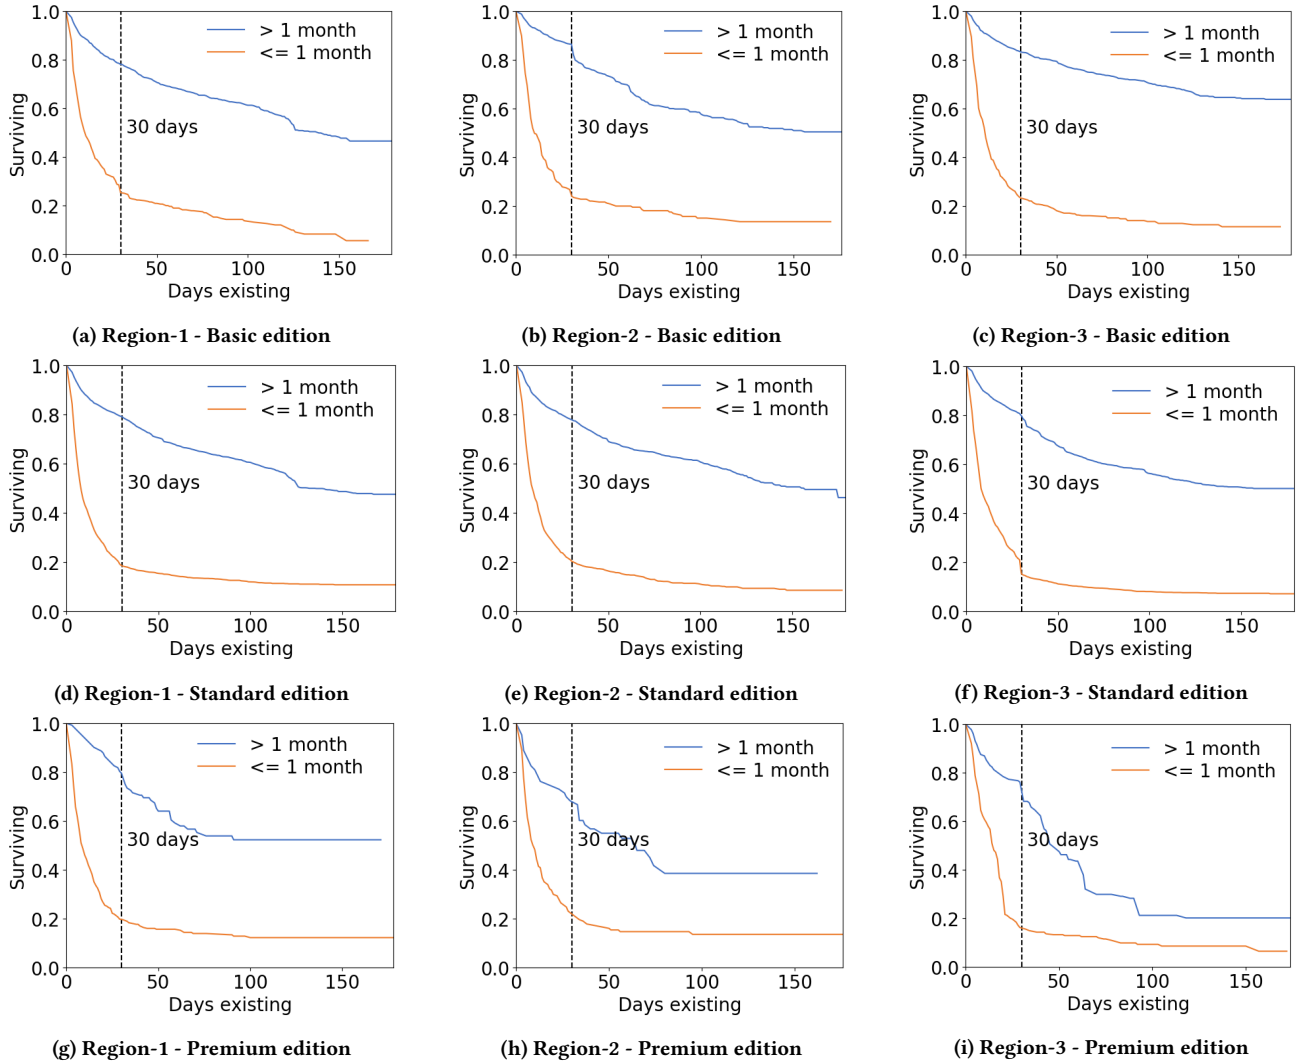 1.0
0.8
0.6
0.4
0.2
0.0
Surviving
> 1 month
<= 1 month
30 days
0 50 100 150
Days existing
(a) Region-1 - Basic edition
1.0
0.8
0.6
0.4
0.2
0.0
Surviving
> 1 month
<= 1 month
30 days
0 50 100 150
Days existing
(b) Region-2 - Basic edition
1.0
0.8
0.6
0.4
0.2
0.0
Surviving
> 1 month
<= 1 month
30 days
0 50 100 150
Days existing
(c) Region-3 - Basic edition
1.0
0.8
0.6
0.4
0.2
0.0
Surviving
> 1 month
<= 1 month
30 days
0 50 100 150
Days existing
(d) Region-1 - Standard edition
1.0
0.8
0.6
0.4
0.2
0.0
Surviving
> 1 month
<= 1 month
30 days
0 50 100 150
Days existing
(e) Region-2 - Standard edition
1.0
0.8
0.6
0.4
0.2
0.0
Surviving
> 1 month
<= 1 month
30 days
0 50 100 150
Days existing
(f) Region-3 - Standard edition
1.0
0.8
0.6
0.4
0.2
0.0
Surviving
> 1 month
<= 1 month
30 days
0 50 100 150
Days existing
(g) Region-1 - Premium edition
1.0
0.8
0.6
0.4
0.2
0.0
Surviving
> 1 month
<= 1 month
30 days
0 50 100 150
Days existing
(h) Region-2 - Premium edition
1.0
0.8
0.6
0.4
0.2
0.0
Surviving
> 1 month
<= 1 month
30 days
0 50 100 150
Days existing
(i) Region-3 - Premium edition